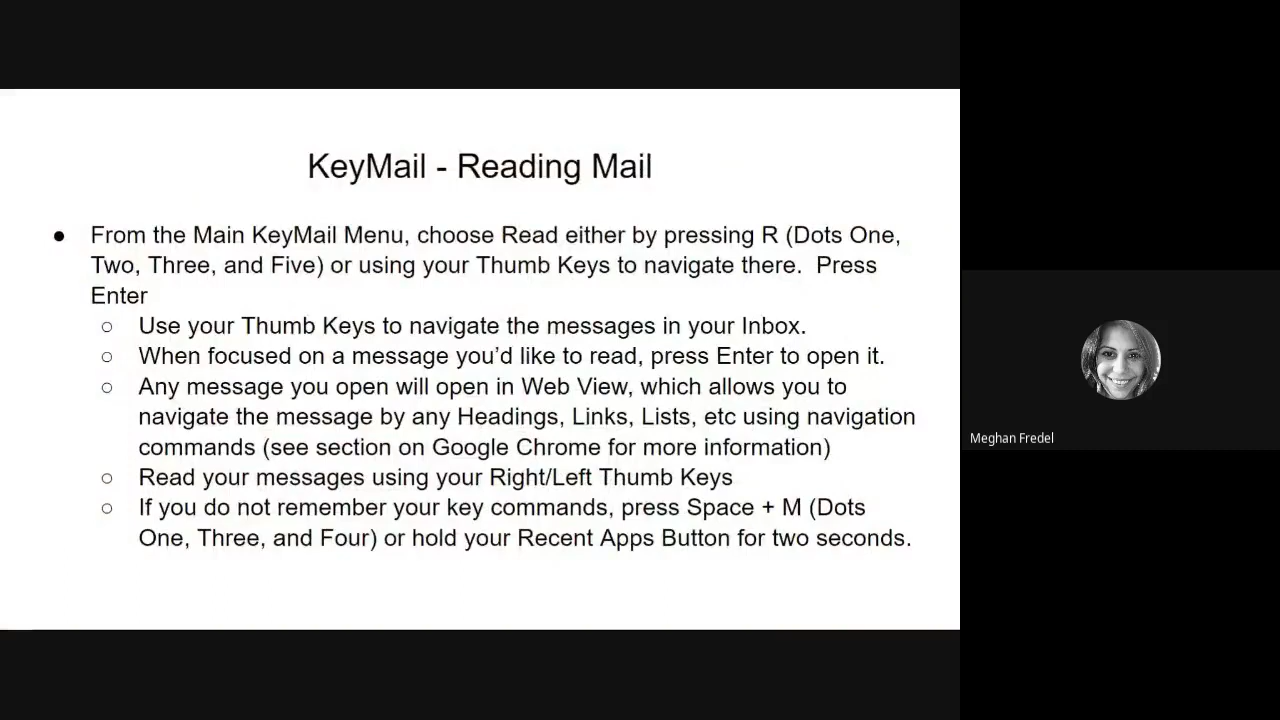 KeyMail - Reading Mail
● From the Main KeyMail Menu, choose Read either by pressing R (Dots One,
Two, Three, and Five) or using your Thumb Keys to navigate there.  Press
Enter
○ Use your Thumb Keys to navigate the messages in your Inbox.
○ When focused on a message you’d like to read, press Enter to open it.
○ Any message you open will open in Web View, which allows you to
navigate the message by any Headings, Links, Lists, etc using navigation
commands (see section on Google Chrome for more information)
○ Read your messages using your Right/Left Thumb Keys
○ If you do not remember your key commands, press Space + M (Dots
One, Three, and Four) or hold your Recent Apps Button for two seconds.
Meghan Fredel